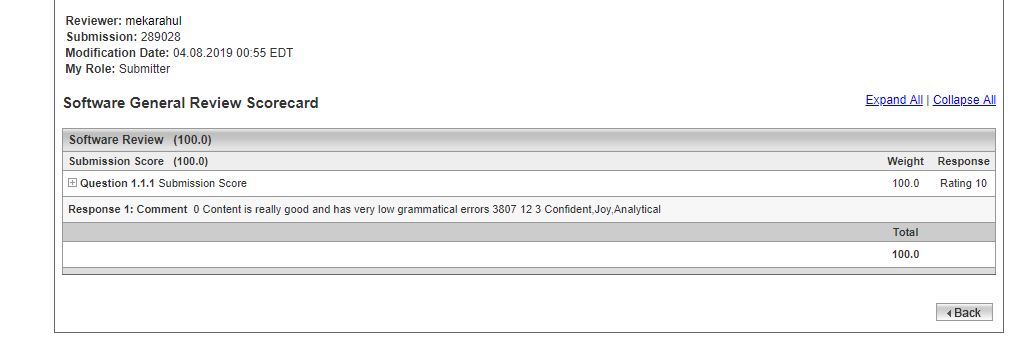 Reviewer: mekarahul
Submission: 289028
Modification Date: 04.08.2019 00:55 EDT
My Role: Submitter
Software General Review Scorecard
Expand All | Collapse All
Software Review (100.0)
Submission Score (100.0) Weight Response
Question 1.1.1 Submission Score 100.0 Rating 10
Response 1: Comment 0 Content is really good and has very low grammatical errors 3807 12 3 Confident,Joy,Analytical
Total
100.0
Back